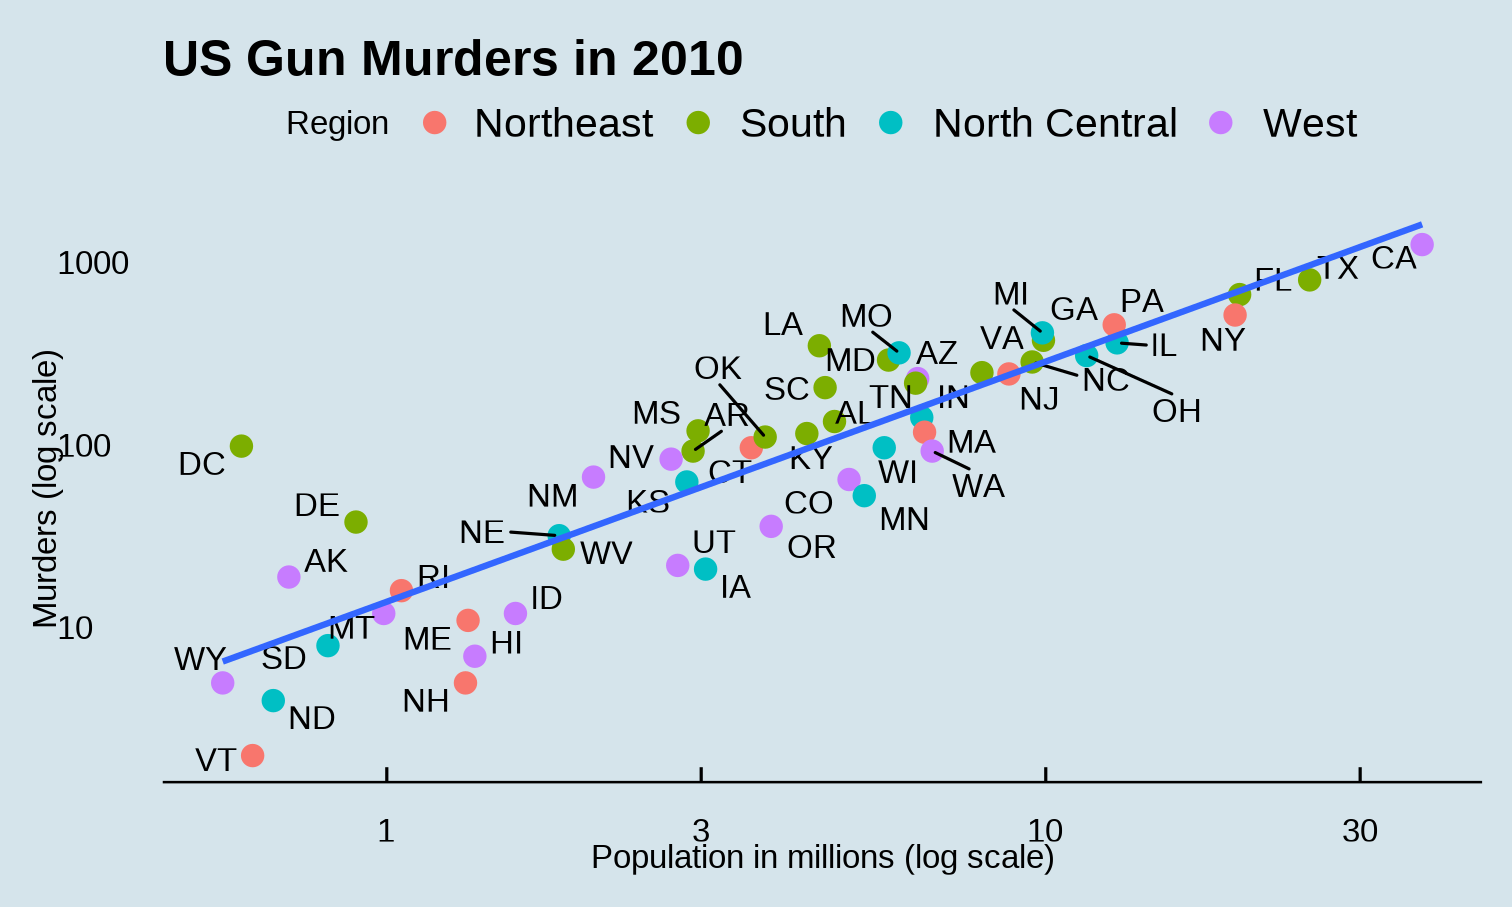 US Gun Murders in 2010
Region Northeast South North Central West
1000
100
10
Murders (log scale)
CA
TX
FL
NY
PA
GA
MI
IL
VA
NC
OH
NJ
MO
LA
MD
AZ
OK
SC
TN
IN
MS
AR
AL
MA
DC
NV
KY
CT
WI
WA
NM
KS
CO
MN
DE
NE
WV
UT
OR
AK
RI
IA
ID
MT
ME
HI
WY
SD
NH
ND
VT
1 3 10 30
Population in millions (log scale)